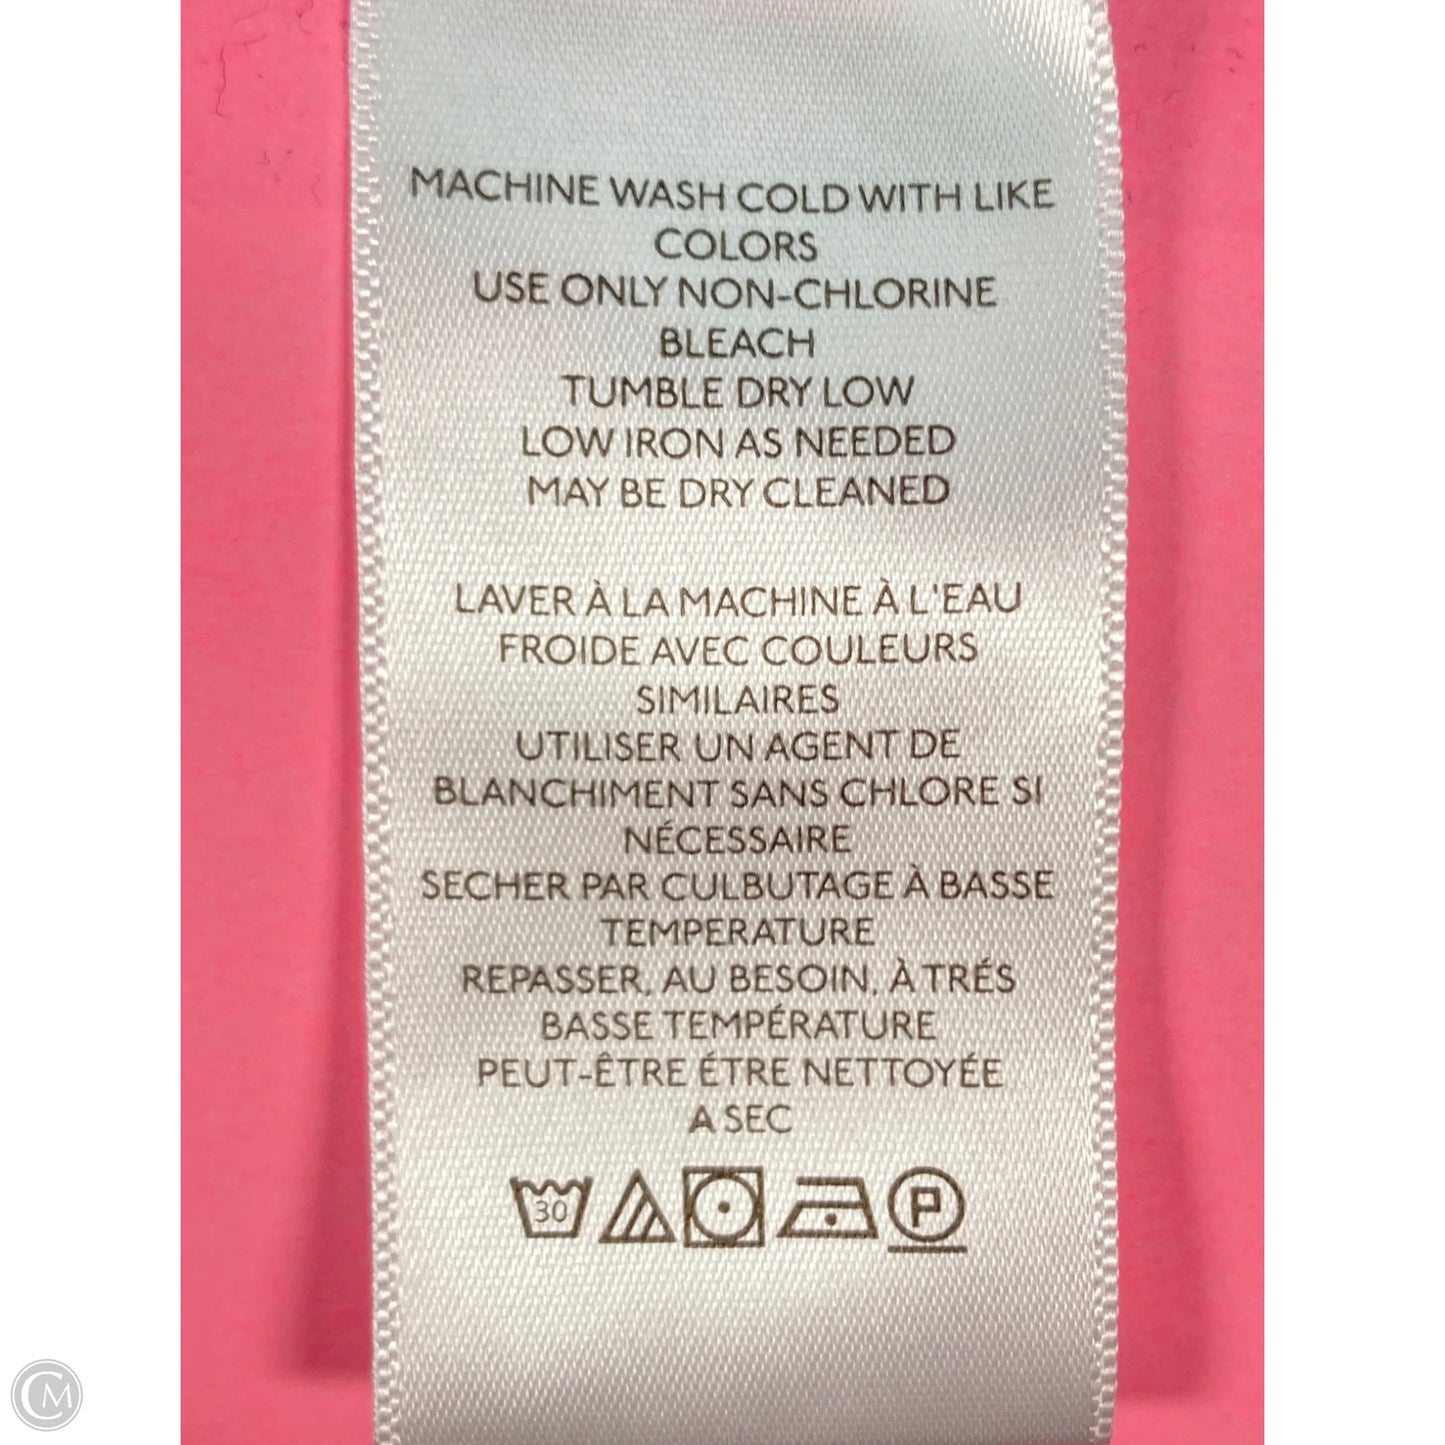 MACHINE WASH COLD WITH LIKE
COLORS
USE ONLY NON-CHLORINE
BLEACH
TUMBLE DRY LOW
LOW IRON AS NEEDED
MAY BE DRY CLEANED
LAVER À LA MACHINE À L'EAU
FROIDE AVEC COULEURS
SIMILAIRES
UTILISER UN AGENT DE
BLANCHIMENT SANS CHLORE SI
NÉCESSAIRE
SECHER PAR CULBUTAGE À BASSE
TEMPERATURE
REPASSER, AU BESOIN, À TRÉS
BASSE TEMPÉRATURE
PEUT-ÊTRE ÉTRE NETTOYÉE
A SEC
30 P
CM